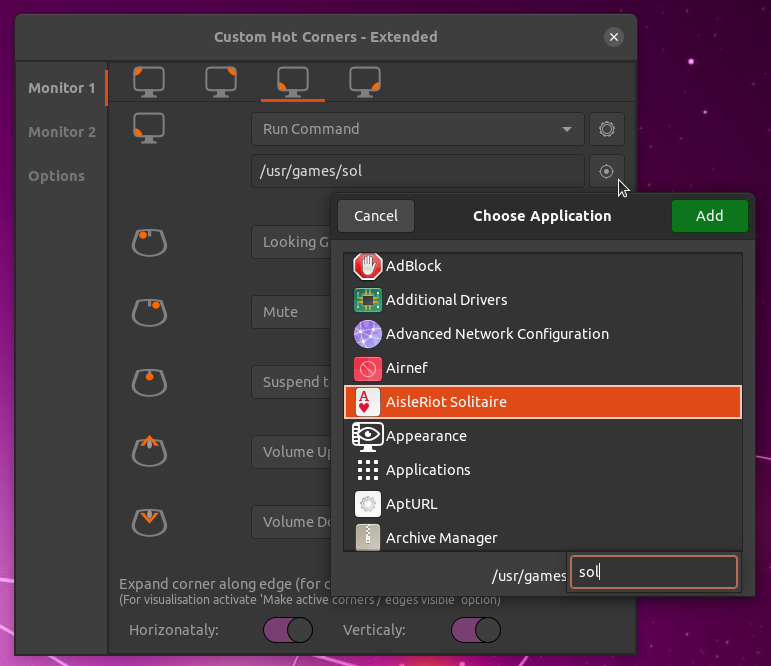 Custom Hot Corners - Extended
Monitor 1
Monitor 2
Options
Run Command
/usr/games/sol
Cancel
Choose Application
Add
Looking G
Mute
Suspend t
Volume Up
Volume Do
AdBlock
Additional Drivers
Advanced Network Configuration
Airnef
AisleRiot Solitaire
Appearance
Applications
AptURL
Archive Manager
/usr/games
sol
Expand corner along edge (for c
(For visualisation activate 'Make active corners / edges visible' option)
Horizontaly:
Verticaly: